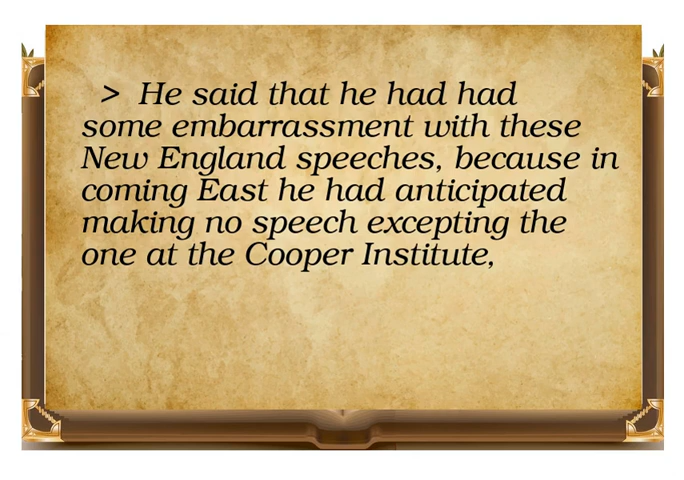 > He said that he had had
some embarrassment with these
New England speeches, because in
coming East he had anticipated
making no speech excepting the
one at the Cooper Institute,